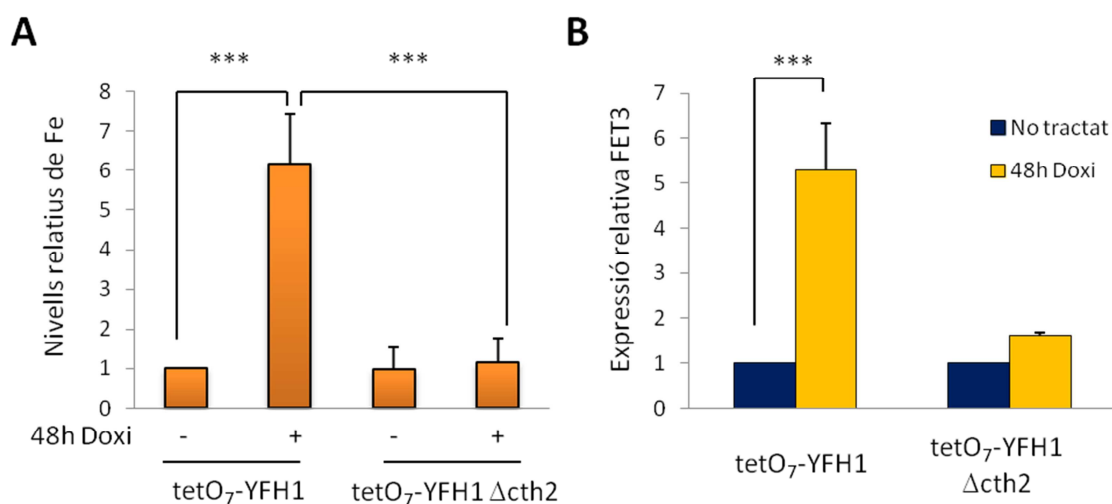 A
*** ***
Nivells relatius de Fe
8
7
6
5
4
3
2
1
0
48h Doxi - + - +
tetO₇-YFH1 tetO₇-YFH1 Δcth2
B
***
Expressió relativa FET3
7
6
5
4
3
2
1
0
No tractat
48h Doxi
tetO₇-YFH1
tetO₇-YFH1
Δcth2